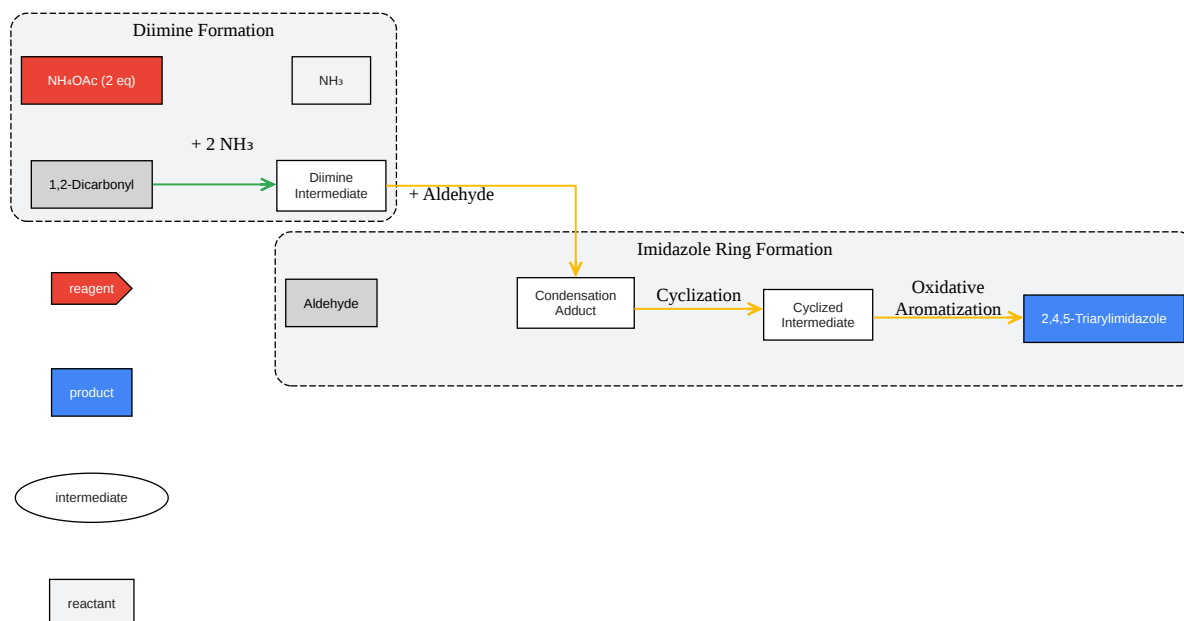 Diimine Formation
NH₄OAc (2 eq)
NH₃
+ 2 NH₃
1,2-Dicarbonyl
Diimine
Intermediate
+ Aldehyde
Imidazole Ring Formation
Aldehyde
Condensation
Adduct
Cyclization
Cyclized
Intermediate
Oxidative
Aromatization
2,4,5-Triarylimidazole
reagent
product
intermediate
reactant